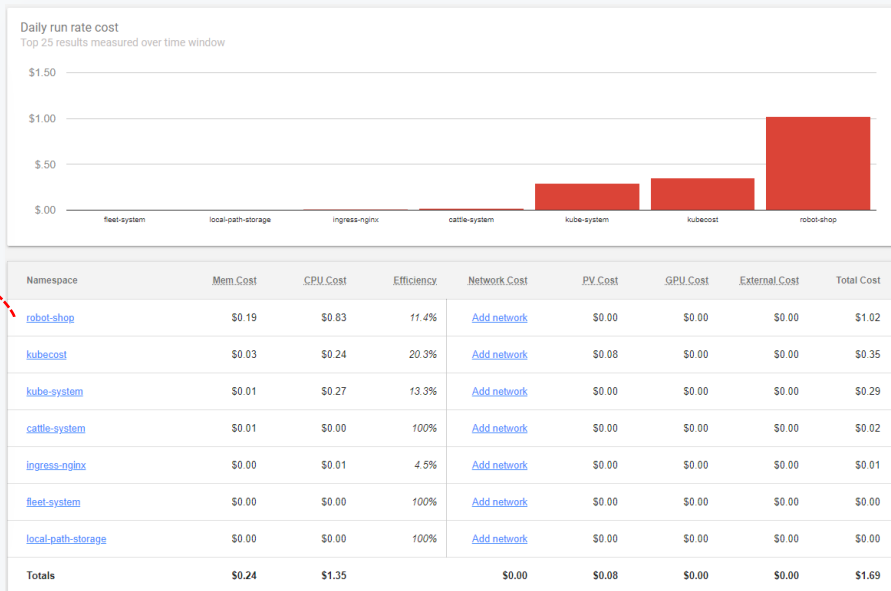 Daily run rate cost
Top 25 results measured over time window
$1.50
$1.00
$.50
$.00
fleet-system local-path-storage ingress-nginx cattle-system kube-system kubecost robot-shop
Namespace Mem Cost CPU Cost Efficiency Network Cost PV Cost GPU Cost External Cost Total Cost
robot-shop $0.19 $0.83 11.4% Add network $0.00 $0.00 $0.00 $1.02
kubecost $0.03 $0.24 20.3% Add network $0.08 $0.00 $0.00 $0.35
kube-system $0.01 $0.27 13.3% Add network $0.00 $0.00 $0.00 $0.29
cattle-system $0.01 $0.00 100% Add network $0.00 $0.00 $0.00 $0.02
ingress-nginx $0.00 $0.01 4.5% Add network $0.00 $0.00 $0.00 $0.01
fleet-system $0.00 $0.00 100% Add network $0.00 $0.00 $0.00 $0.00
local-path-storage $0.00 $0.00 100% Add network $0.00 $0.00 $0.00 $0.00
Totals $0.24 $1.35 $0.00 $0.08 $0.00 $0.00 $1.69